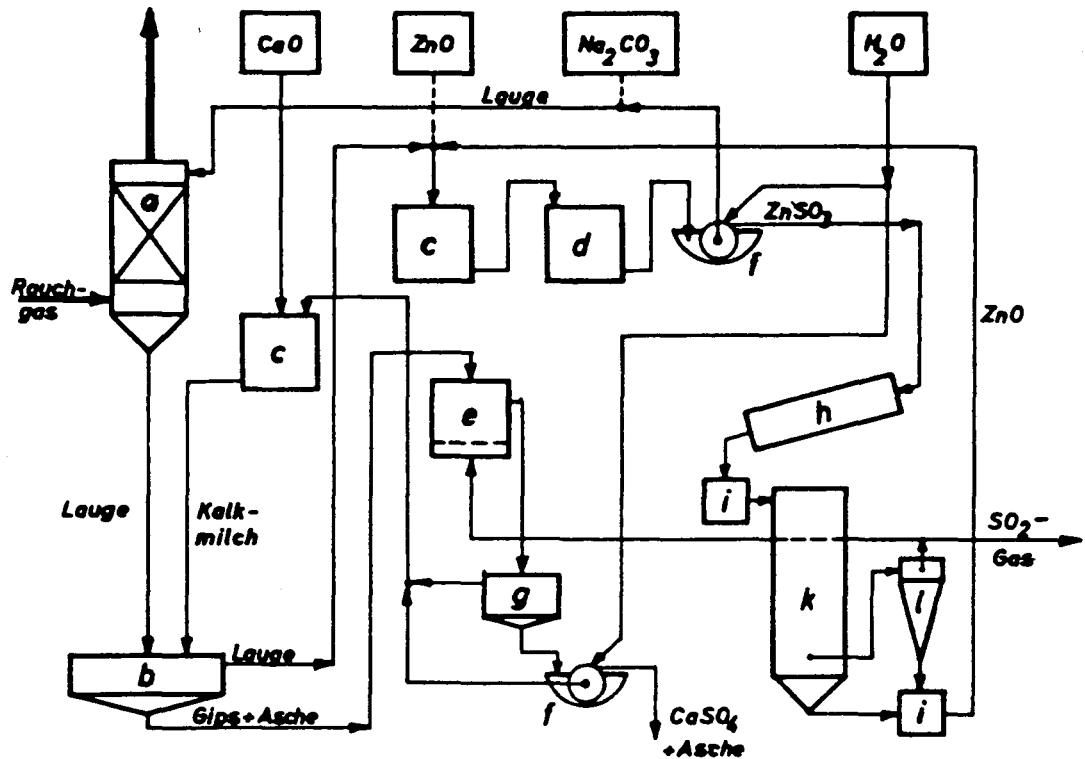 CaO
ZnO
Na2CO3
H2O
Lauge
a
c
d
ZnSO3
f
Rauch-
gas
ZnO
c
e
h
Lauge
Kalk-
milch
i
SO2-
Gas
g
k
l
b
Lauge
Gips+Asche
f
CaSO4
+Asche
i